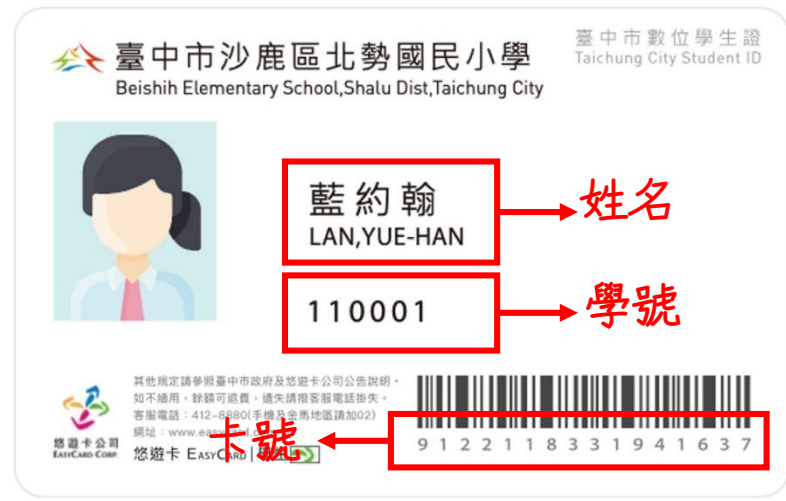 臺中市沙鹿區北勢國民小學
Beishih Elementary School,Shalu Dist,Taichung City
臺中市數位學生證
Taichung City Student ID
藍約翰
LAN,YUE-HAN
姓名
110001
學號
其他規定請參照臺中市政府及悠遊卡公司公告說明。
如不續用,餘額可退費,遺失請撥客服電話掛失。
客服電話:412-8880(手機及金馬地區請加02)
網址:www.easycard.c
悠遊卡公司
EASYCARD CORP.
悠遊卡 EASYCARD
卡號
9122118331941637